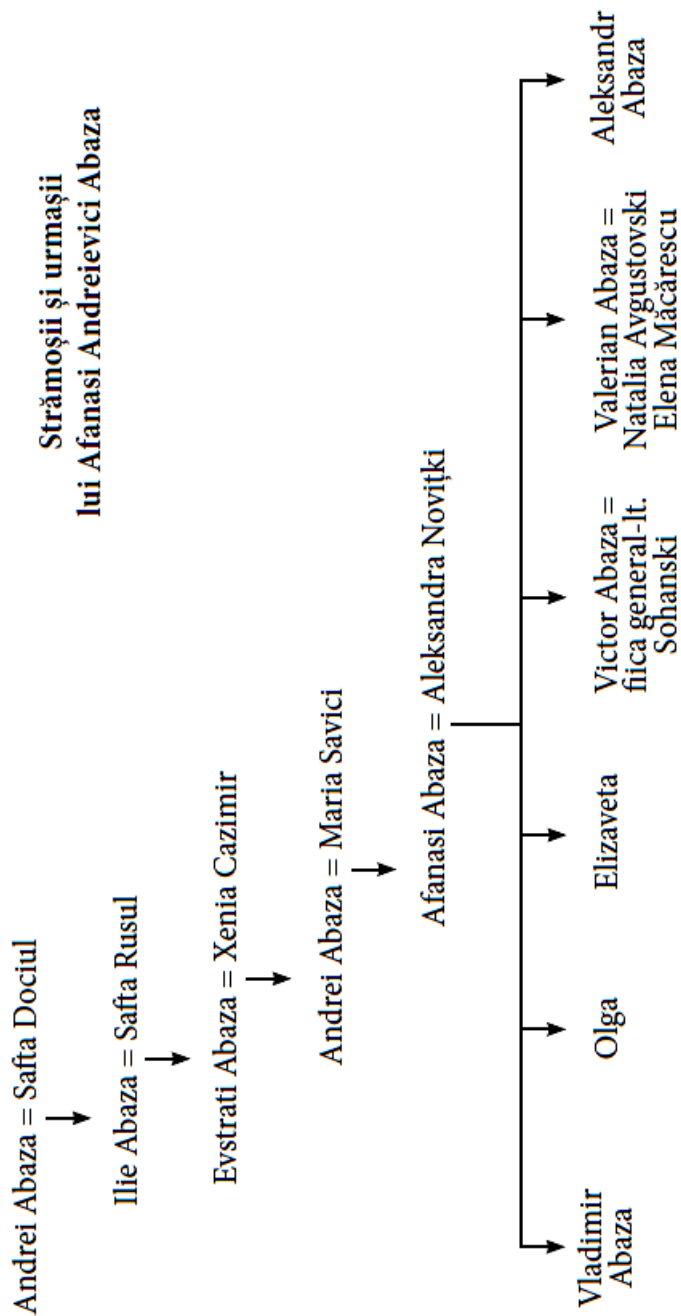 Strămoșii și urmașii
lui Afanasi Andreievici Abaza
Andrei Abaza = Safta Dociul
Ilie Abaza = Safta Rusul
Evstrati Abaza = Xenia Cazimir
Andrei Abaza = Maria Savici
Afanasi Abaza = Aleksandra Novițki
Vladimir
Abaza
Olga
Elizaveta
Victor Abaza =
fiica general-lt.
Sohanski
Valerian Abaza =
Natalia Avgustovski
Elena Măcărescu
Aleksandr
Abaza